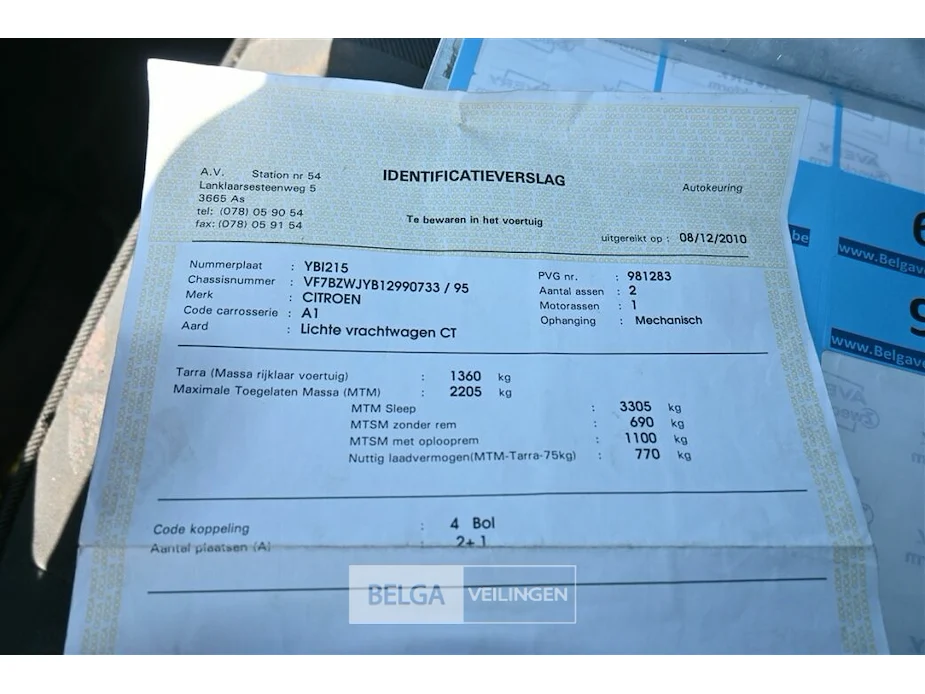 A.V. Station nr 54
Lanklaarsesteenweg 5
3665 As
tel: (078) 05 90 54
fax: (078) 05 91 54
IDENTIFICATIEVERSLAG
Te bewaren in het voertuig
Autokeuring
uitgereikt op : 08/12/2010
Nummerplaat : YBI215
Chassisnummer : VF7BZWJYB12990733 / 95
Merk : CITROEN
Code carrosserie : A1
Aard : Lichte vrachtwagen CT
PVG nr. : 981283
Aantal assen : 2
Motorassen : 1
Ophanging : Mechanisch
Tarra (Massa rijklaar voertuig) : 1360 kg
Maximale Toegelaten Massa (MTM) : 2205 kg
MTM Sleep : 3305 kg
MTSM zonder rem : 690 kg
MTSM met oplooprem : 1100 kg
Nuttig laadvermogen(MTM-Tarra-75kg) : 770 kg
Code koppeling : 4 Bol
Aantal plaatsen (A) : 2+1
BELGA VEILINGEN
be
www.Belgav
www.Belgave